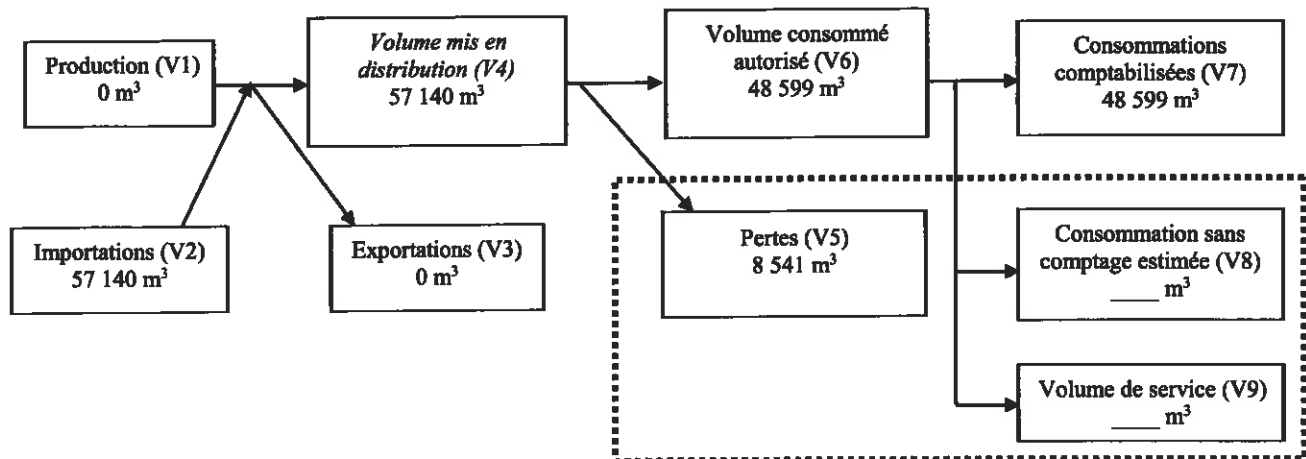 Production (V1)
0 m³
Volume mis en
distribution (V4)
57 140 m³
Volume consommé
autorisé (V6)
48 599 m³
Consommations
comptabilisées (V7)
48 599 m³
Importations (V2)
57 140 m³
Exportations (V3)
0 m³
Pertes (V5)
8 541 m³
Consommation sans
comptage estimée (V8)
____ m³
Volume de service (V9)
____ m³